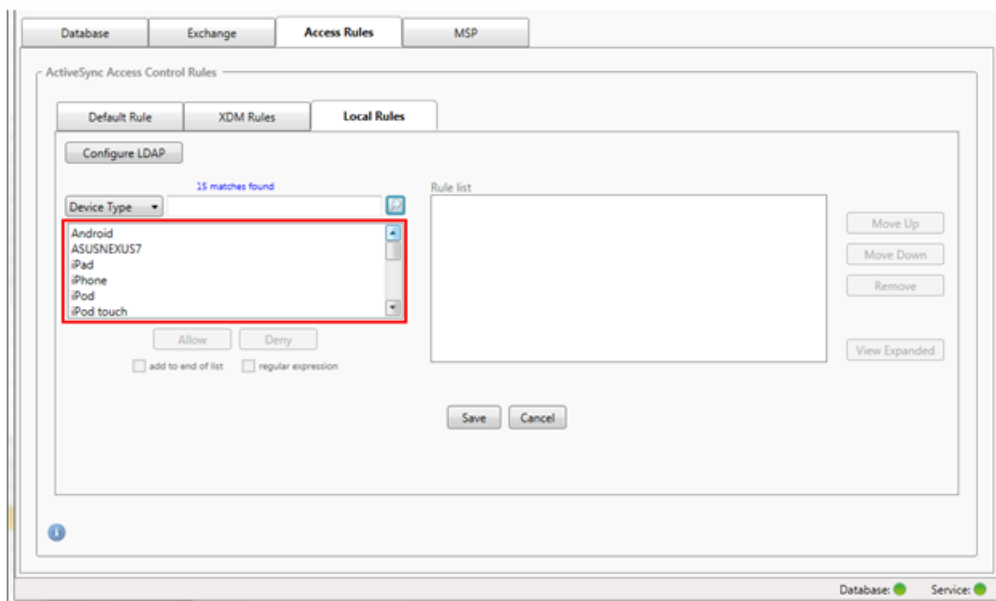 Database Exchange Access Rules MSP
ActiveSync Access Control Rules
Default Rule XDM Rules Local Rules
Configure LDAP
15 matches found
Rule list
Device Type
Android
ASUSNEXUS7
iPad
iPhone
iPod
iPod touch
Move Up
Move Down
Remove
Allow Deny
View Expanded
add to end of list regular expression
Save Cancel
Database: Service: